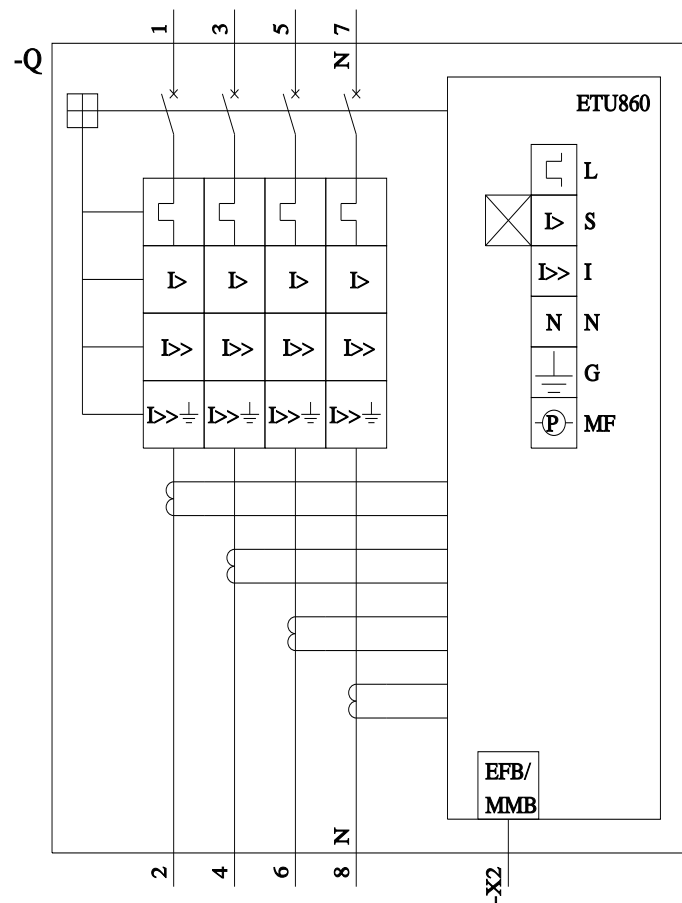 1 3 5 7
N
-Q
ETU860
L
S
I> S
I>> I
N N
G
P MF
I> I> I> I>
I>> I>> I>> I>>
I>> I>> I>> I>>
EFB/
MMB
N
2 4 6 8
-X2